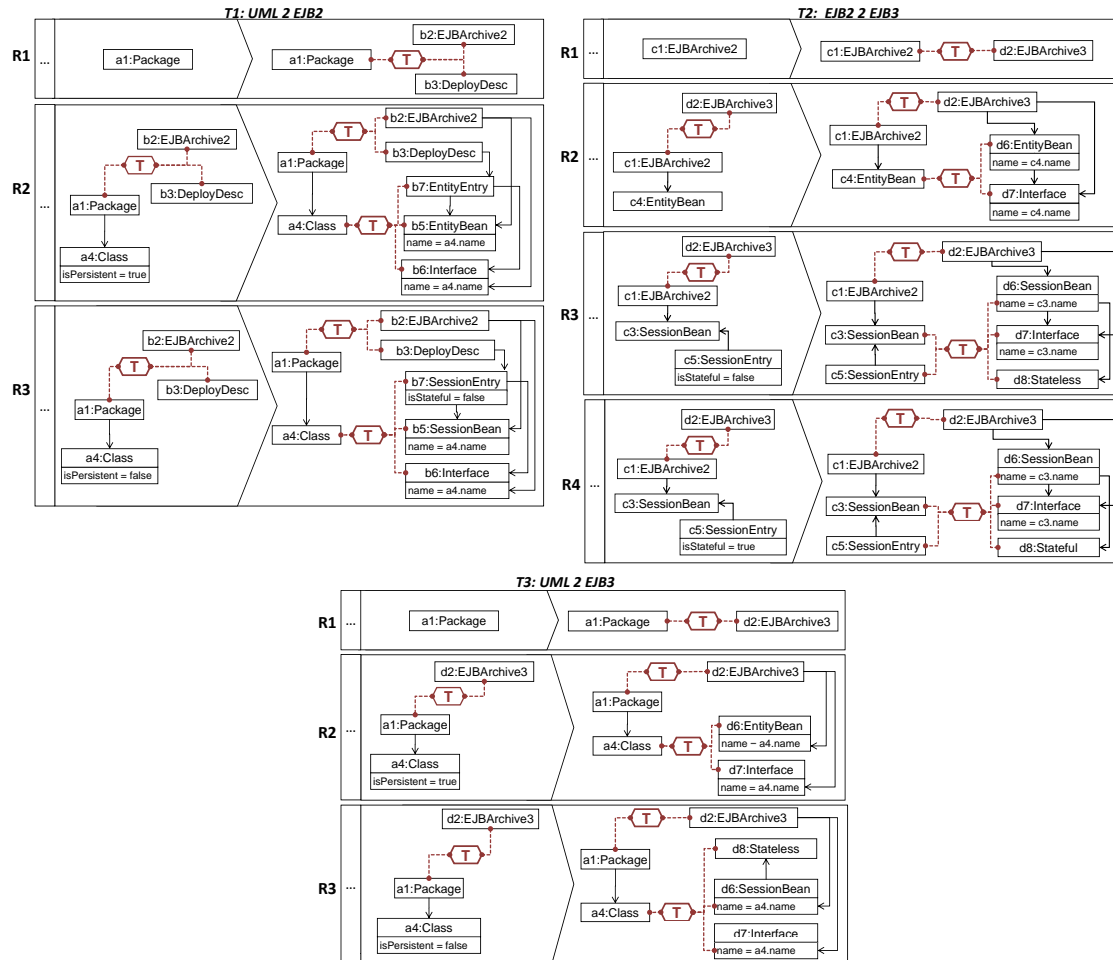 T1: UML 2 EJB2
R1
...
a1:Package
a1:Package
T
b2:EJBArchive2
b3:DeployDesc
R2
...
b2:EJBArchive2
T
b3:DeployDesc
a1:Package
a4:Class
isPersistent = true
b2:EJBArchive2
T
b3:DeployDesc
a1:Package
b7:EntityEntry
a4:Class
T
b5:EntityBean
name = a4.name
b6:Interface
name = a4.name
R3
...
b2:EJBArchive2
T
b3:DeployDesc
a1:Package
a4:Class
isPersistent = false
b2:EJBArchive2
T
b3:DeployDesc
a1:Package
b7:SessionEntry
isStateful = false
a4:Class
T
b5:SessionBean
name = a4.name
b6:Interface
name = a4.name
T2: EJB2 2 EJB3
R1
...
c1:EJBArchive2
c1:EJBArchive2
T
d2:EJBArchive3
R2
...
d2:EJBArchive3
T
c1:EJBArchive2
c4:EntityBean
T
d2:EJBArchive3
c1:EJBArchive2
d6:EntityBean
name = c4.name
c4:EntityBean
T
d7:Interface
name = c4.name
R3
...
d2:EJBArchive3
T
c1:EJBArchive2
c3:SessionBean
c5:SessionEntry
isStateful = false
T
d2:EJBArchive3
c1:EJBArchive2
d6:SessionBean
name = c3.name
c3:SessionBean
T
d7:Interface
name = c3.name
c5:SessionEntry
d8:Stateless
R4
...
d2:EJBArchive3
T
c1:EJBArchive2
c3:SessionBean
c5:SessionEntry
isStateful = true
T
d2:EJBArchive3
c1:EJBArchive2
d6:SessionBean
name = c3.name
c3:SessionBean
T
d7:Interface
name = c3.name
c5:SessionEntry
d8:Stateful
T3: UML 2 EJB3
R1
...
a1:Package
a1:Package
T
d2:EJBArchive3
R2
...
d2:EJBArchive3
T
a1:Package
a4:Class
isPersistent = true
T
d2:EJBArchive3
a1:Package
d6:EntityBean
name – a4.name
a4:Class
T
d7:Interface
name = a4.name
R3
...
d2:EJBArchive3
T
a1:Package
a4:Class
isPersistent = false
T
d2:EJBArchive3
a1:Package
d8:Stateless
d6:SessionBean
name = a4.name
a4:Class
T
d7:Interface
name = a4.name